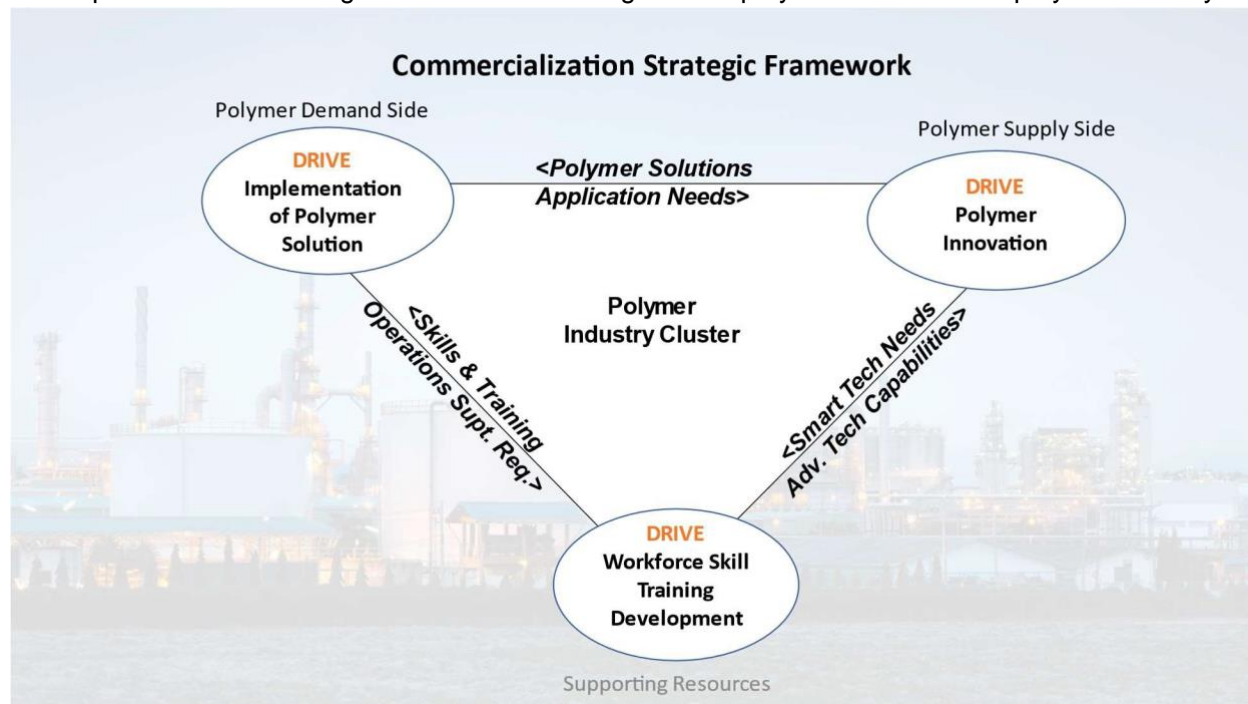 Commercialization Strategic Framework
Polymer Demand Side
Polymer Supply Side
DRIVE
Implementation
of Polymer
Solution
<Polymer Solutions
Application Needs>
DRIVE
Polymer
Innovation
Polymer
Industry Cluster
<Skills & Training
Operations Supt. Req.>
<Smart Tech Needs
Adv. Tech Capabilities>
DRIVE
Workforce Skill
Training
Development
Supporting Resources